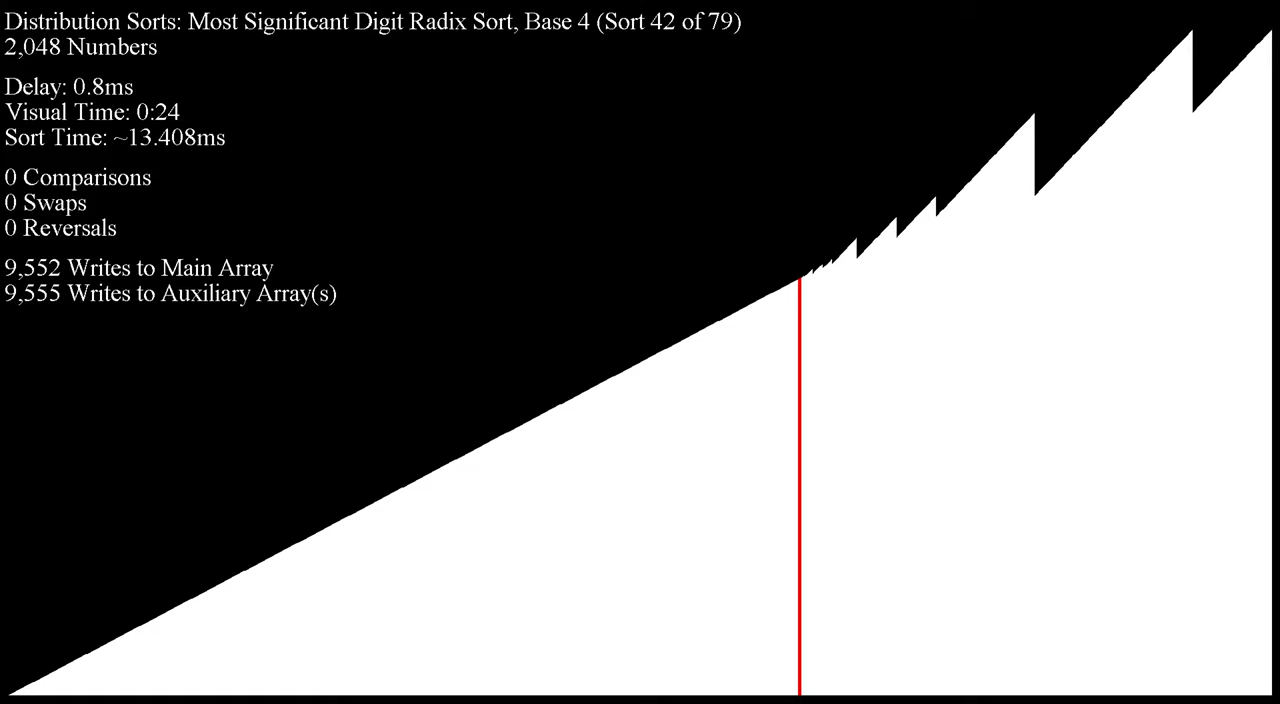 Distribution Sorts: Most Significant Digit Radix Sort, Base 4 (Sort 42 of 79)
2,048 Numbers
Delay: 0.8ms
Visual Time: 0:24
Sort Time: ~13.408ms
0 Comparisons
0 Swaps
0 Reversals
9,552 Writes to Main Array
9,555 Writes to Auxiliary Array(s)